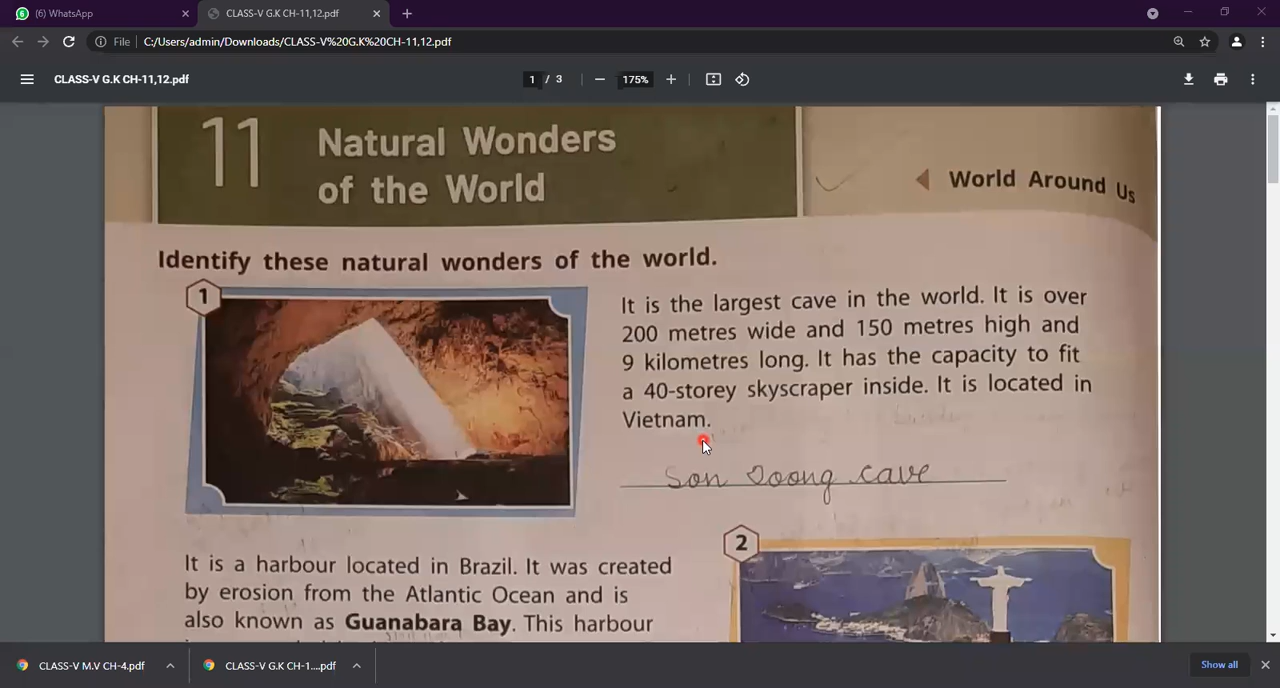 (6) WhatsApp
CLASS-V G.K CH-11,12.pdf
File
C:/Users/admin/Downloads/CLASS-V%20G.K%20CH-11,12.pdf
CLASS-V G.K CH-11,12.pdf
1 / 3
175%
11
Natural Wonders
of the World
World Around Us
Identify these natural wonders of the world.
1
It is the largest cave in the world. It is over
200 metres wide and 150 metres high and
9 kilometres long. It has the capacity to fit
a 40-storey skyscraper inside. It is located in
Vietnam.
Son Doong cave
2
It is a harbour located in Brazil. It was created
by erosion from the Atlantic Ocean and is
also known as Guanabara Bay. This harbour
CLASS-V M.V CH-4.pdf
CLASS-V G.K CH-1....pdf
Show all